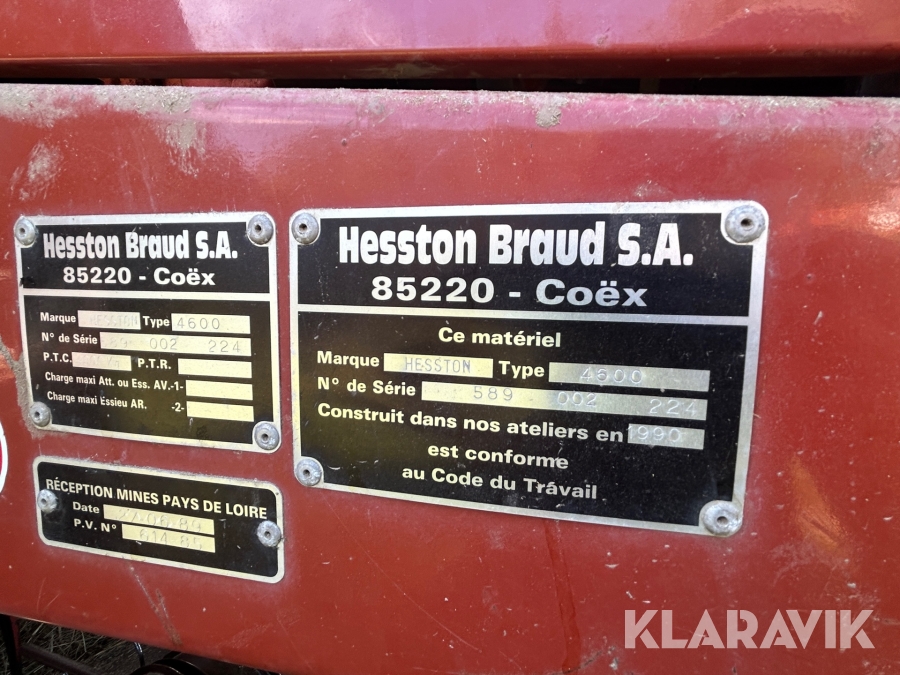 Hesston Braud S.A.
85220 - Coëx
Marque HESSTON Type 4600
N° de Série 589 002 224
P.T.C. P.T.R.
Charge maxi Att. ou Ess. AV. -1-
Charge maxi Essieu AR. -2-
RÉCEPTION MINES PAYS DE LOIRE
Date
P.V. N°
Hesston Braud S.A.
85220 - Coëx
Ce matériel
Marque HESSTON Type 4600
N° de Série 589 002 224
Construit dans nos ateliers en 1990
est conforme
au Code du Travail
KLARAVIK